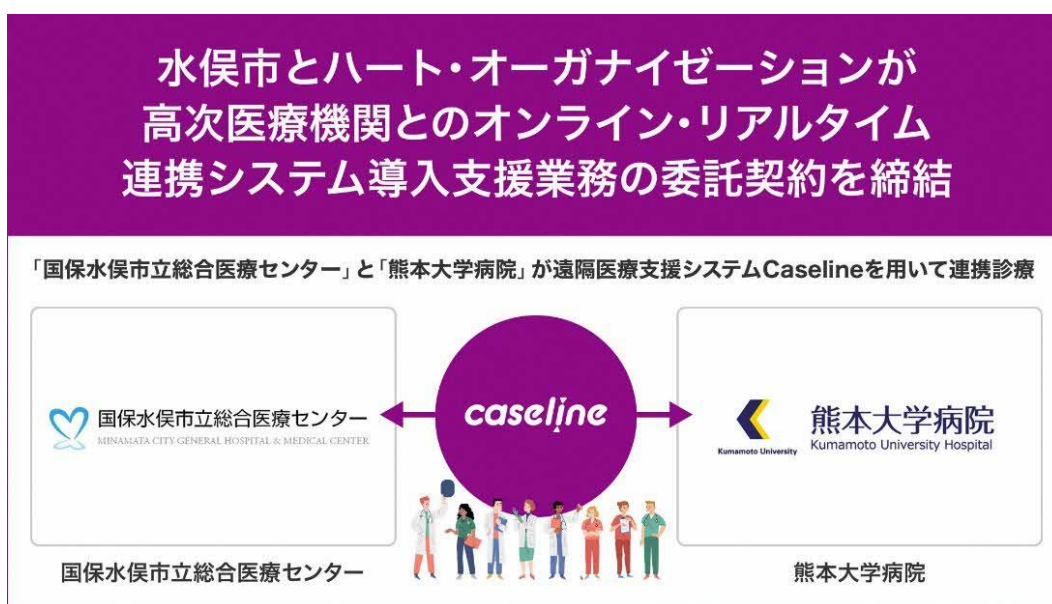 水俣市とハート・オーガナイゼーションが
高次医療機関とのオンライン・リアルタイム
連携システム導入支援業務の委託契約を締結
「国保水俣市立総合医療センター」と「熊本大学病院」が遠隔医療支援システムCaselineを用いて連携診療
国保水俣市立総合医療センター
MINAMATA CITY GENERAL HOSPITAL & MEDICAL CENTER
caseline
Kumamoto University
熊本大学病院
Kumamoto University Hospital
国保水俣市立総合医療センター
熊本大学病院